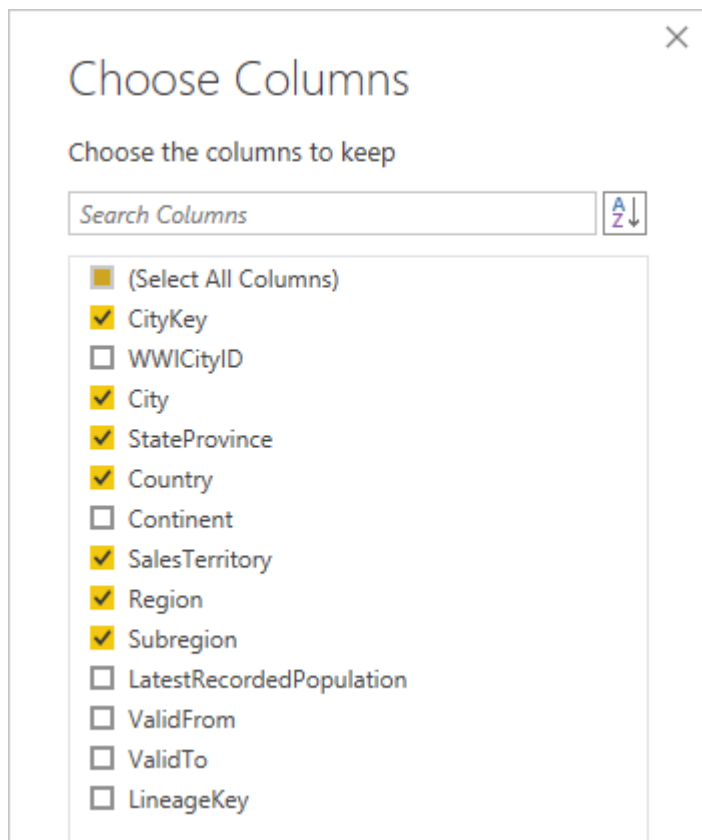 Choose Columns
Choose the columns to keep
Search Columns
A
Z
(Select All Columns)
CityKey
WWICityID
City
StateProvince
Country
Continent
SalesTerritory
Region
Subregion
LatestRecordedPopulation
ValidFrom
ValidTo
LineageKey